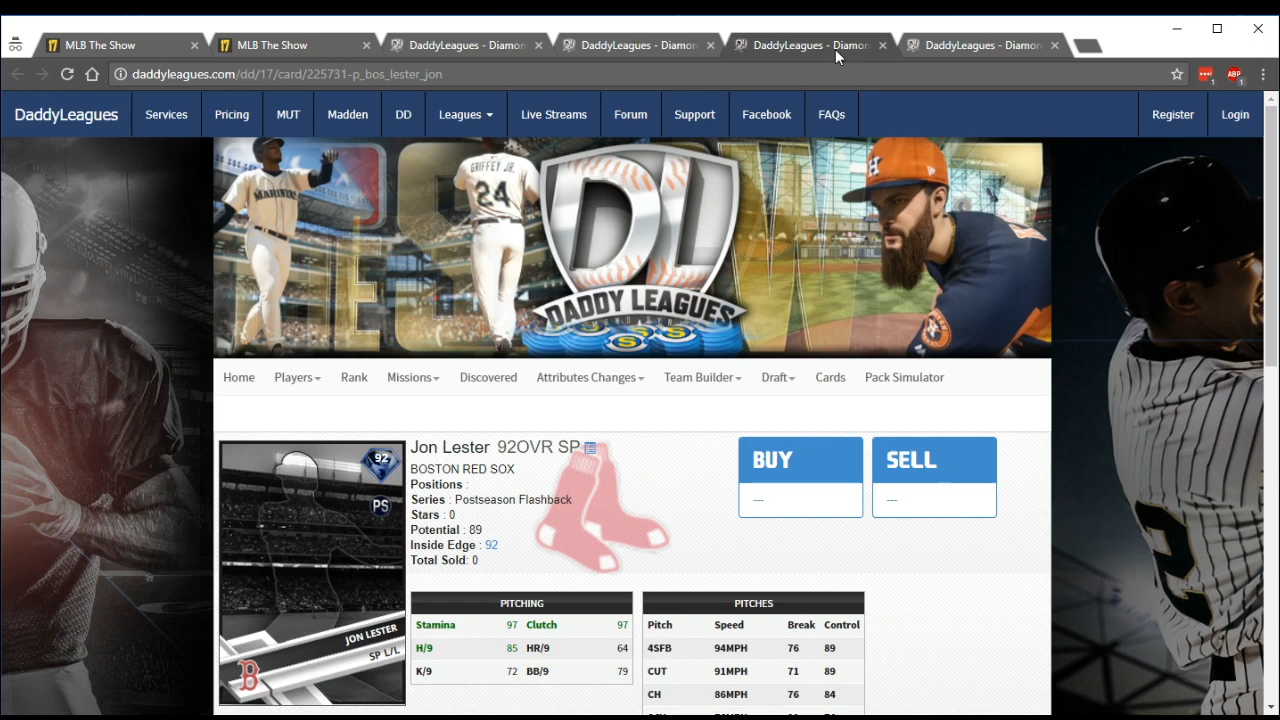 MLB The Show
MLB The Show
DaddyLeagues - Diamon
DaddyLeagues - Diamon
DaddyLeagues - Diamon
DaddyLeagues - Diamon
daddyleagues.com/dd/17/card/225731-p_bos_lester_jon
ABP
1
1
DaddyLeagues Services Pricing MUT Madden DD Leagues Live Streams Forum Support Facebook FAQs Register Login
MARINERS
GRIFFEY JR.
24
DL
DADDY LEAGUES
S S S
H
2
Home Players Rank Missions Discovered Attributes Changes Team Builder Draft Cards Pack Simulator
92
PS
JON LESTER
SP L/L
B
Jon Lester 92OVR SP
BOSTON RED SOX
Positions :
Series : Postseason Flashback
Stars : 0
Potential : 89
Inside Edge : 92
Total Sold: 0
BUY
---
SELL
---
PITCHING
Stamina 97 Clutch 97
H/9 85 HR/9 64
K/9 72 BB/9 79
PITCHES
Pitch Speed Break Control
4SFB 94MPH 76 89
CUT 91MPH 71 89
CH 86MPH 76 84